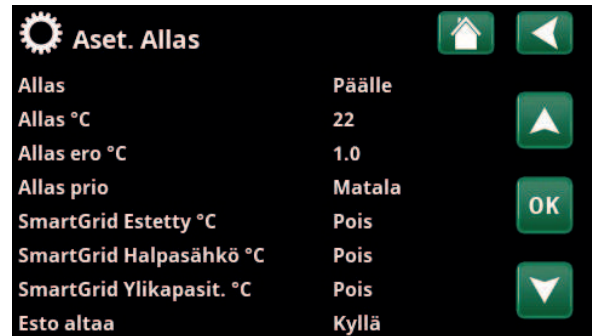 Aset. Allas
Allas Päälle
Allas °C 22
Allas ero °C 1.0
Allas prio Matala
OK
SmartGrid Estetty °C Pois
SmartGrid Halpasähkö °C Pois
SmartGrid Ylikapasit. °C Pois
Esto altaa Kyllä